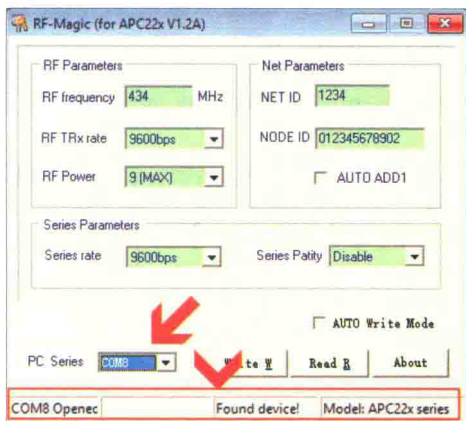 RF-Magic (for APC22x V1.2A)
RF Parameters
RF frequency 434 MHz
RF TRx rate 9600bps
RF Power 9 (MAX)
Net Parameters
NET ID 1234
NODE ID 012345678902
AUTO ADD1
Series Parameters
Series rate 9600bps Series Patity Disable
AUTO Write Mode
PC Series COM8 Write W Read R About
COM8 Openec Found device! Model: APC22x series